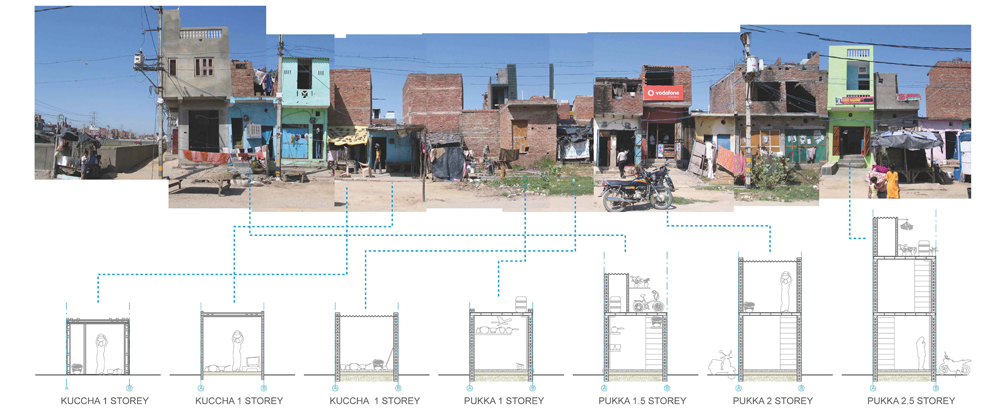 vodafone
A B A B A B A B A B A B A B
KUCCHA 1 STOREY KUCCHA 1 STOREY KUCCHA 1 STOREY PUKKA 1 STOREY PUKKA 1.5 STOREY PUKKA 2 STOREY PUKKA 2.5 STOREY